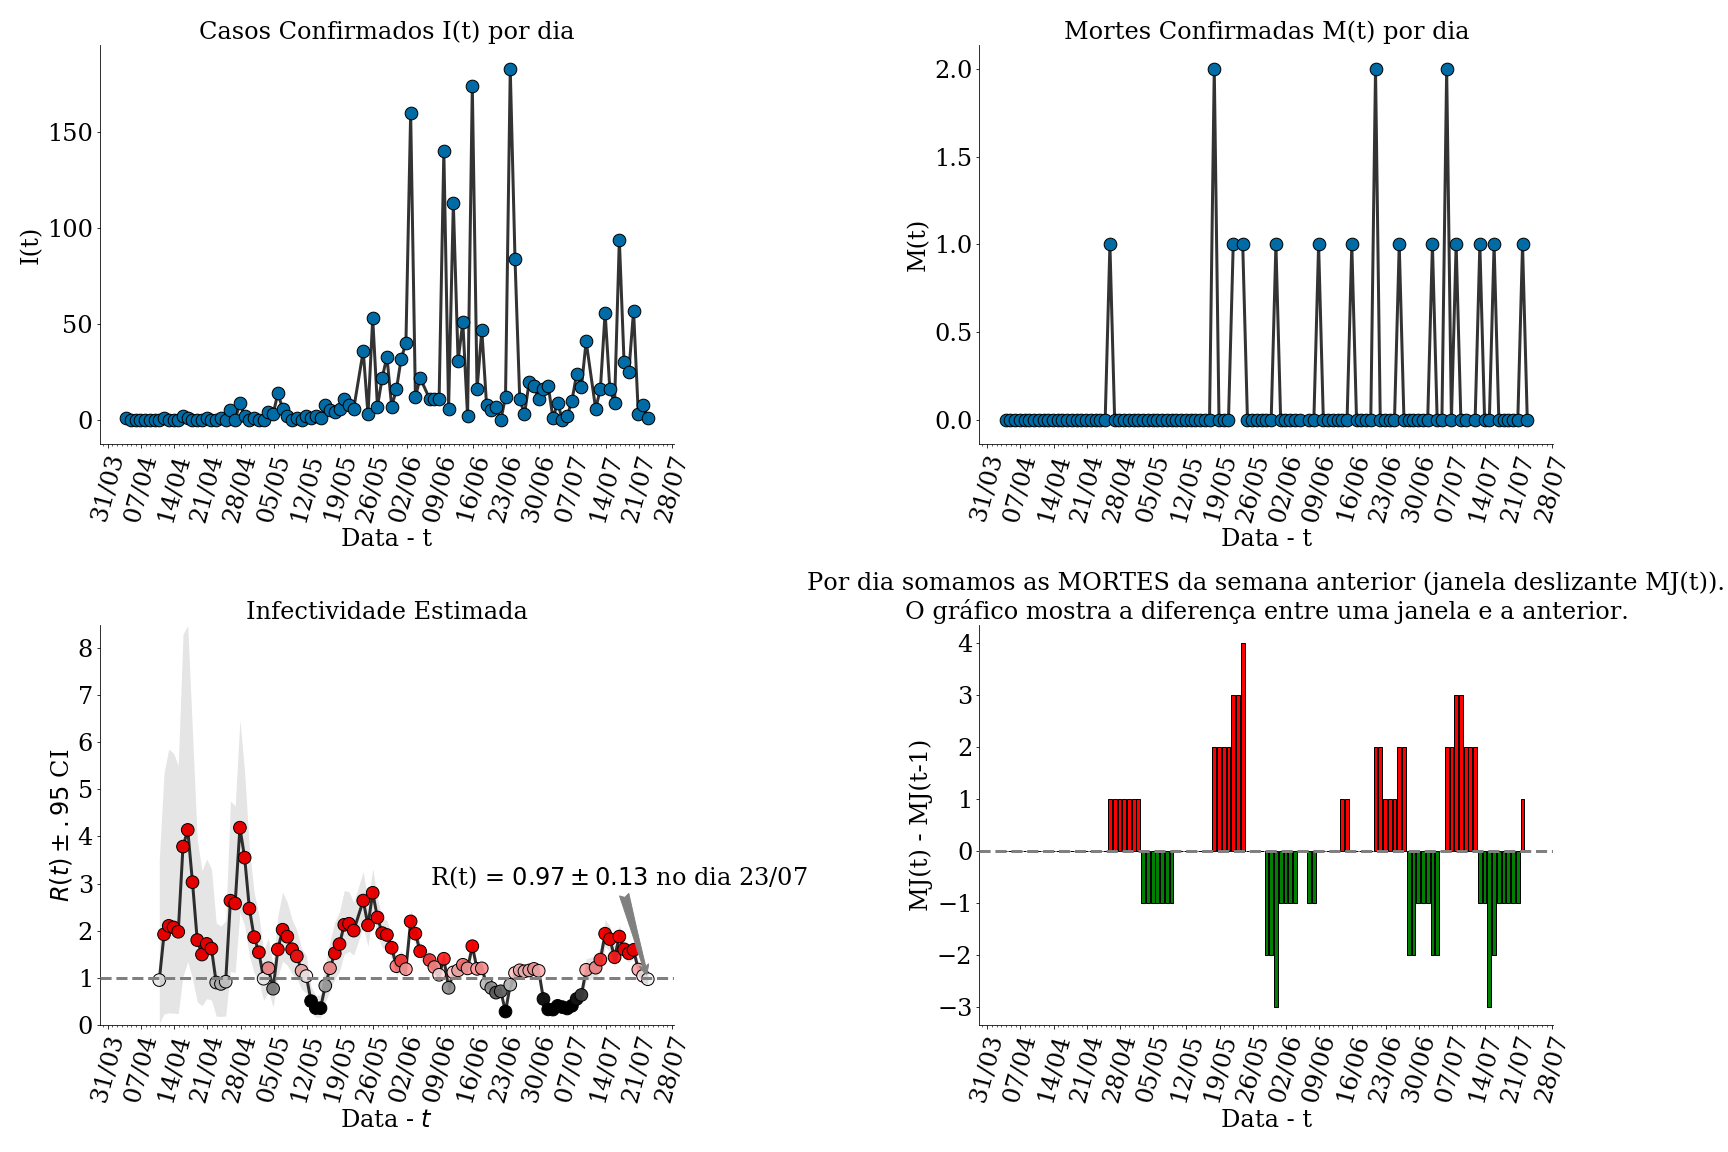 Casos Confirmados I(t) por dia
I(t)
150
100
50
0
31/03 07/04 14/04 21/04 28/04 05/05 12/05 19/05 26/05 02/06 09/06 16/06 23/06 30/06 07/07 14/07 21/07 28/07
Data - t
Mortes Confirmadas M(t) por dia
M(t)
2.0
1.5
1.0
0.5
0.0
31/03 07/04 14/04 21/04 28/04 05/05 12/05 19/05 26/05 02/06 09/06 16/06 23/06 30/06 07/07 14/07 21/07 28/07
Data - t
Infectividade Estimada
R(t) ± .95 CI
8
7
6
5
4
3
2
1
0
R(t) = 0.97 ± 0.13 no dia 23/07
31/03 07/04 14/04 21/04 28/04 05/05 12/05 19/05 26/05 02/06 09/06 16/06 23/06 30/06 07/07 14/07 21/07 28/07
Data - t
Por dia somamos as MORTES da semana anterior (janela deslizante MJ(t)).
O gráfico mostra a diferença entre uma janela e a anterior.
MJ(t) - MJ(t-1)
4
3
2
1
0
−1
−2
−3
31/03 07/04 14/04 21/04 28/04 05/05 12/05 19/05 26/05 02/06 09/06 16/06 23/06 30/06 07/07 14/07 21/07 28/07
Data - t